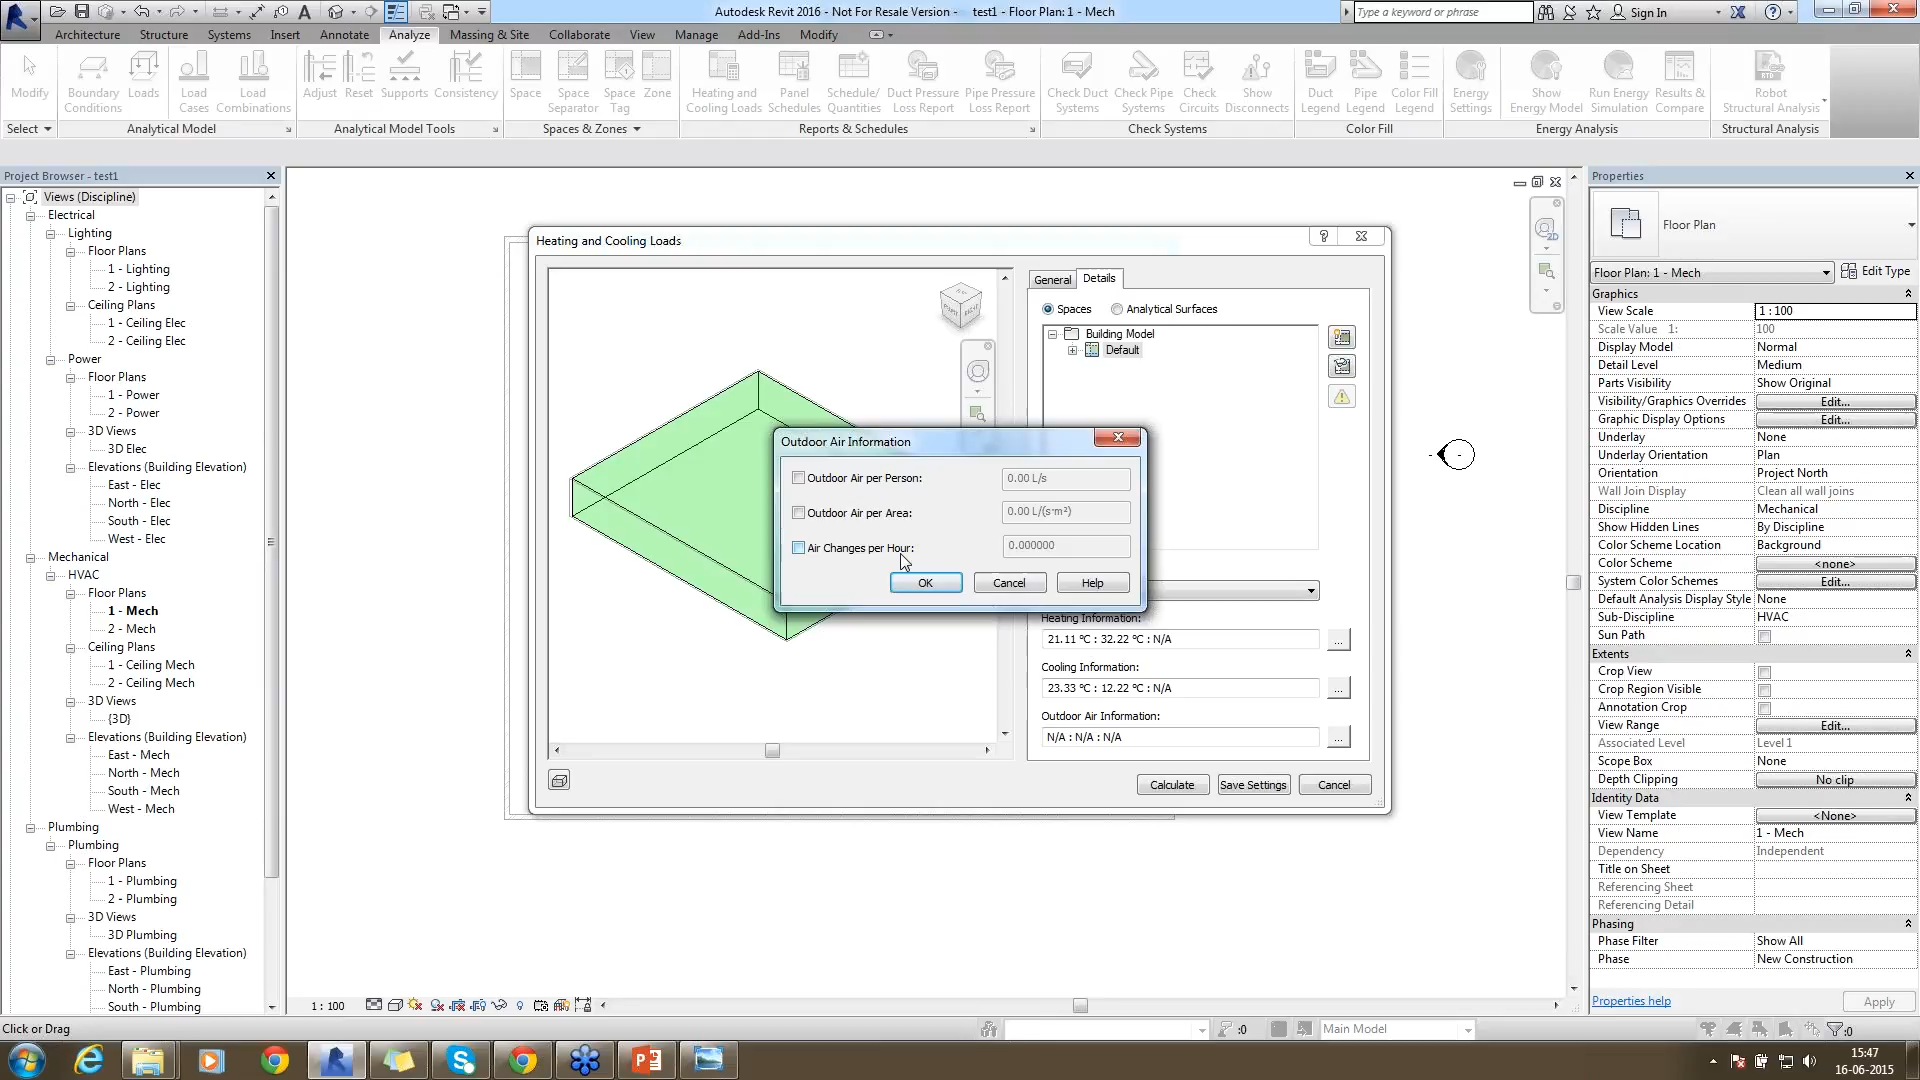 Autodesk Revit 2016 - Not For Resale Version - test1 - Floor Plan: 1 - Mech
Type a keyword or phrase
Sign In
Architecture Structure Systems Insert Annotate Analyze Massing & Site Collaborate View Manage Add-Ins Modify
Modify
Boundary Conditions
Loads
Load Cases
Load Combinations
Adjust
Reset
Supports
Consistency
Space
Space Separator
Space Tag
Zone
Heating and Cooling Loads
Panel Schedules
Schedule/ Quantities
Duct Pressure Loss Report
Pipe Pressure Loss Report
Check Duct Systems
Check Pipe Systems
Check Circuits
Show Disconnects
Duct Legend
Pipe Legend
Color Fill Legend
Energy Settings
Show Energy Model
Run Energy Simulation
Results & Compare
Robot Structural Analysis
Select
Analytical Model
Analytical Model Tools
Spaces & Zones
Reports & Schedules
Check Systems
Color Fill
Energy Analysis
Structural Analysis
Project Browser - test1
Views (Discipline)
Electrical
Lighting
Floor Plans
1 - Lighting
2 - Lighting
Ceiling Plans
1 - Ceiling Elec
2 - Ceiling Elec
Power
Floor Plans
1 - Power
2 - Power
3D Views
3D Elec
Elevations (Building Elevation)
East - Elec
North - Elec
South - Elec
West - Elec
Mechanical
HVAC
Floor Plans
1 - Mech
2 - Mech
Ceiling Plans
1 - Ceiling Mech
2 - Ceiling Mech
3D Views
{3D}
Elevations (Building Elevation)
East - Mech
North - Mech
South - Mech
West - Mech
Plumbing
Plumbing
Floor Plans
1 - Plumbing
2 - Plumbing
3D Views
3D Plumbing
Elevations (Building Elevation)
East - Plumbing
North - Plumbing
South - Plumbing
Heating and Cooling Loads
General Details
Spaces Analytical Surfaces
Building Model
Default
Outdoor Air Information
Outdoor Air per Person: 0.00 L/s
Outdoor Air per Area: 0.00 L/(s·m²)
Air Changes per Hour: 0.000000
OK Cancel Help
Heating Information:
21.11 °C : 32.22 °C : N/A
...
Cooling Information:
23.33 °C : 12.22 °C : N/A
...
Outdoor Air Information:
N/A : N/A : N/A
...
Calculate Save Settings Cancel
2D
Properties
Floor Plan
Floor Plan: 1 - Mech Edit Type
Graphics
View Scale 1 : 100
Scale Value 1: 100
Display Model Normal
Detail Level Medium
Parts Visibility Show Original
Visibility/Graphics Overrides Edit...
Graphic Display Options Edit...
Underlay None
Underlay Orientation Plan
Orientation Project North
Wall Join Display Clean all wall joins
Discipline Mechanical
Show Hidden Lines By Discipline
Color Scheme Location Background
Color Scheme <none>
System Color Schemes Edit...
Default Analysis Display Style None
Sub-Discipline HVAC
Sun Path
Extents
Crop View
Crop Region Visible
Annotation Crop
View Range Edit...
Associated Level Level 1
Scope Box None
Depth Clipping No clip
Identity Data
View Template <None>
View Name 1 - Mech
Dependency Independent
Title on Sheet
Referencing Sheet
Referencing Detail
Phasing
Phase Filter Show All
Phase New Construction
Properties help Apply
1 : 100
Click or Drag
:0
Main Model
:0
15:47
16-06-2015